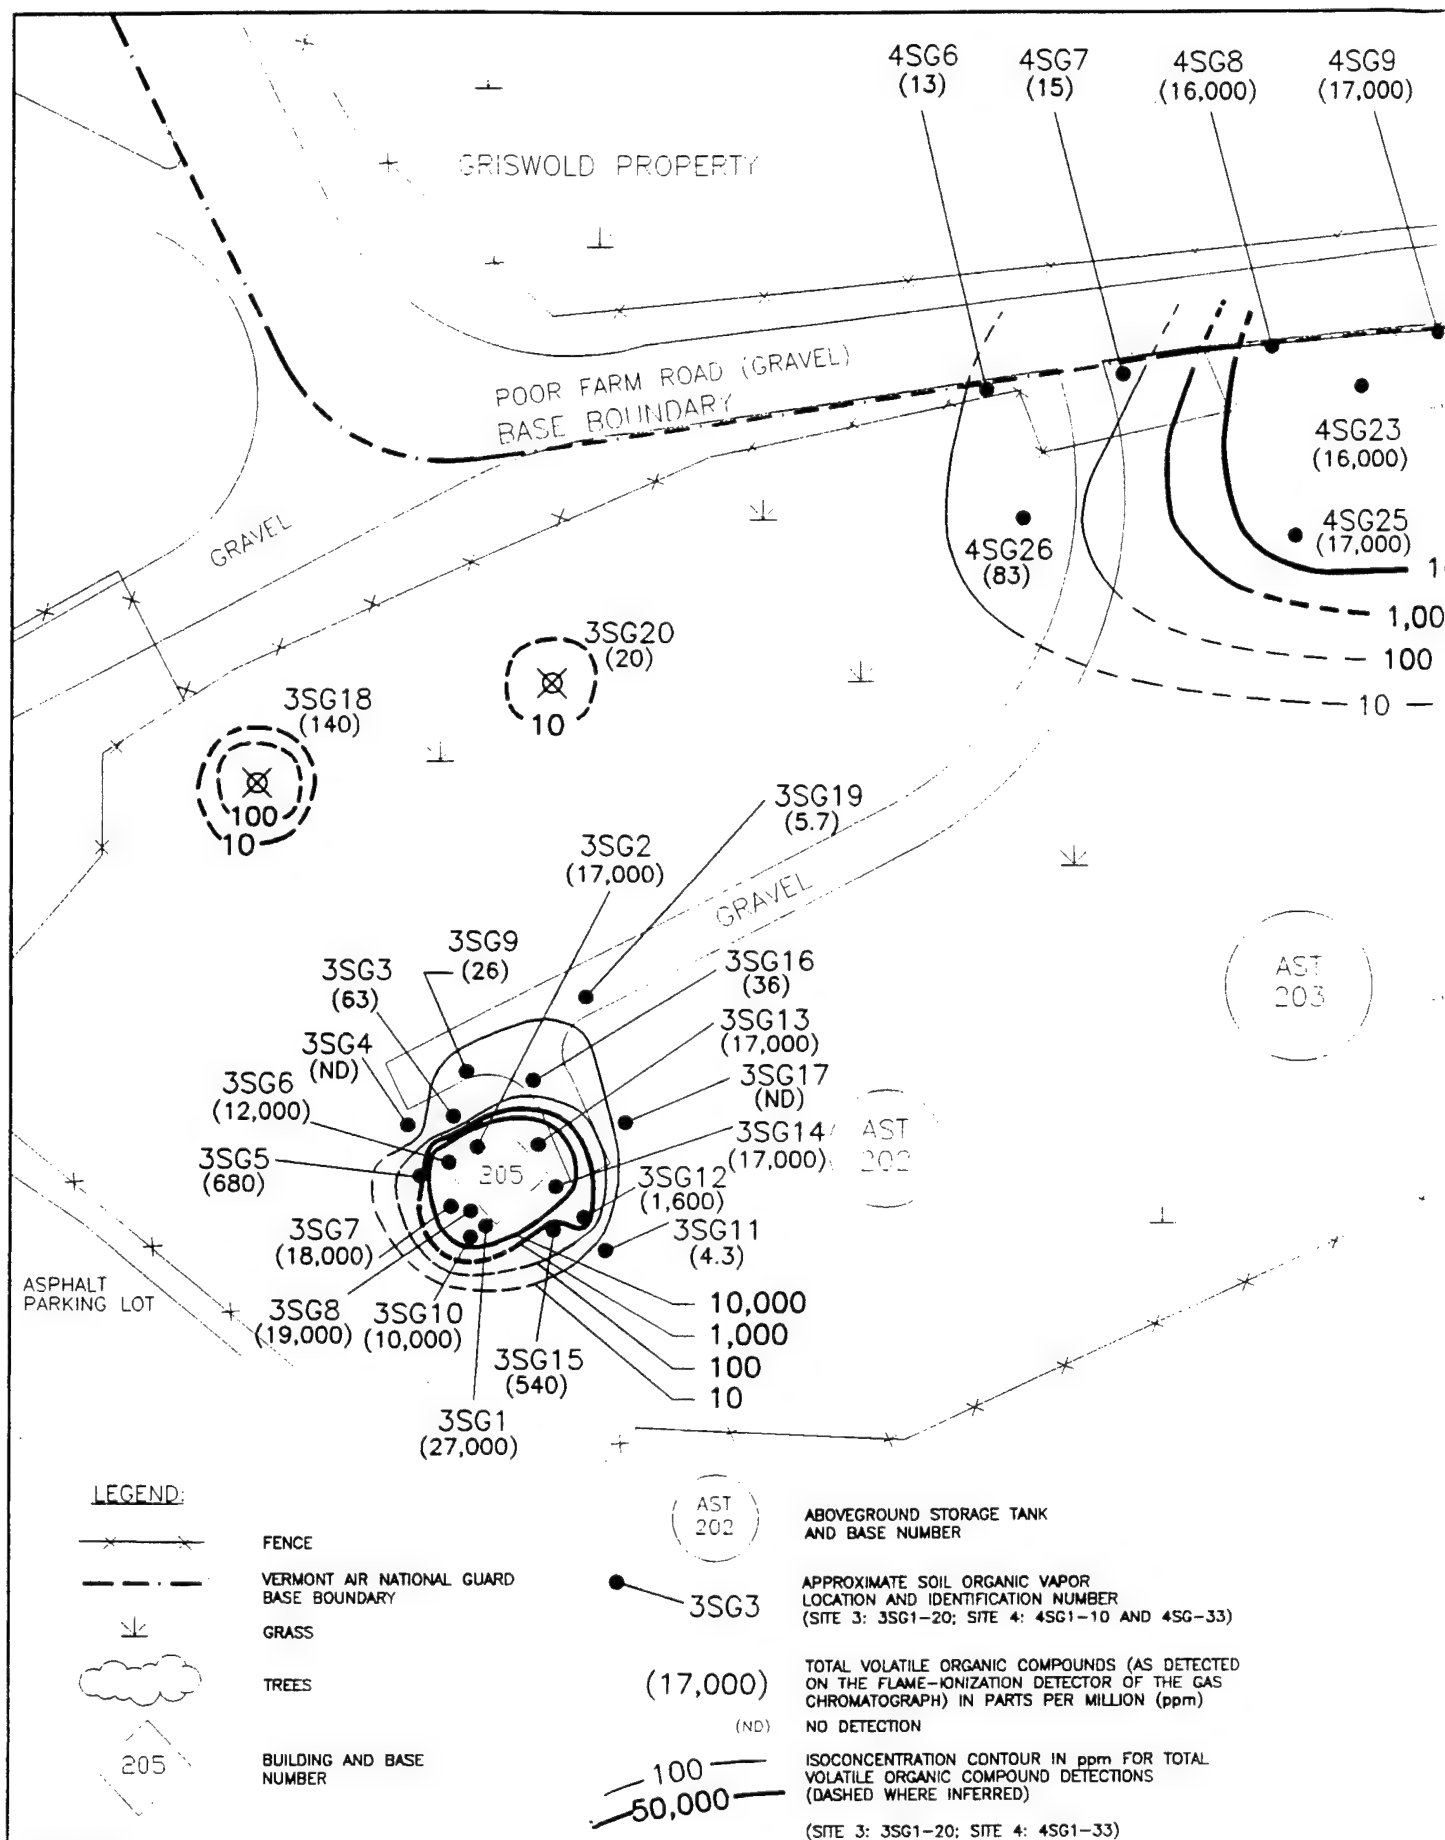 4SG6
(13)
4SG7
(15)
4SG8
(16,000)
4SG9
(17,000)
GRISWOLD PROPERTY
POOR FARM ROAD (GRAVEL)
BASE BOUNDARY
4SG23
(16,000)
4SG25
(17,000)
4SG26
(83)
1,00
100
10
GRAVEL
3SG20
(20)
10
3SG18
(140)
100
10
3SG19
(5.7)
3SG2
(17,000)
GRAVEL
3SG9
(26)
3SG3
(63)
3SG16
(36)
3SG13
(17,000)
3SG4
(ND)
3SG17
(ND)
3SG6
(12,000)
3SG14
(17,000)
AST
203
AST
202
205
3SG5
(680)
3SG12
(1,600)
3SG7
(18,000)
3SG11
(4.3)
ASPHALT
PARKING LOT
3SG8
(19,000)
3SG10
(10,000)
10,000
1,000
100
10
3SG15
(540)
3SG1
(27,000)
LEGEND:
FENCE
VERMONT AIR NATIONAL GUARD
BASE BOUNDARY
GRASS
TREES
205
BUILDING AND BASE
NUMBER
AST
202
ABOVEGROUND STORAGE TANK
AND BASE NUMBER
3SG3
APPROXIMATE SOIL ORGANIC VAPOR
LOCATION AND IDENTIFICATION NUMBER
(SITE 3: 3SG1-20; SITE 4: 4SG1-10 AND 4SG-33)
(17,000)
TOTAL VOLATILE ORGANIC COMPOUNDS (AS DETECTED
ON THE FLAME-IONIZATION DETECTOR OF THE GAS
CHROMATOGRAPH) IN PARTS PER MILLION (ppm)
(ND)
NO DETECTION
100
50,000
ISOCONCENTRATION CONTOUR IN ppm FOR TOTAL
VOLATILE ORGANIC COMPOUND DETECTIONS
(DASHED WHERE INFERRED)
(SITE 3: 3SG1-20; SITE 4: 4SG1-33)